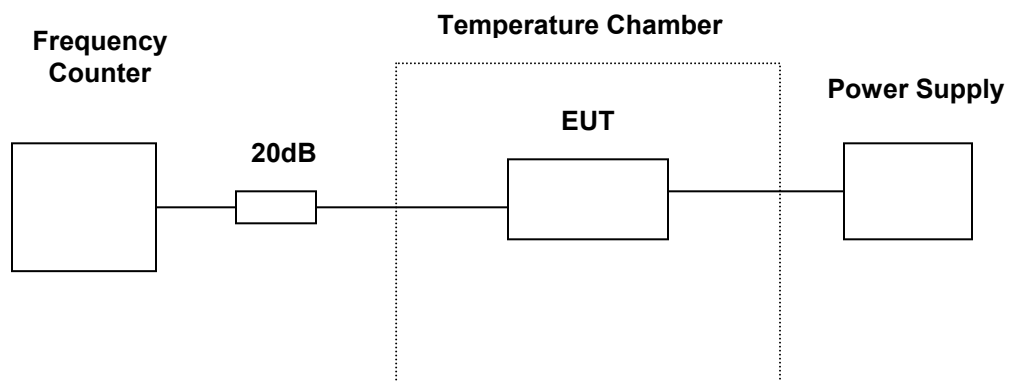 Temperature Chamber
Frequency
Counter
Power Supply
EUT
20dB